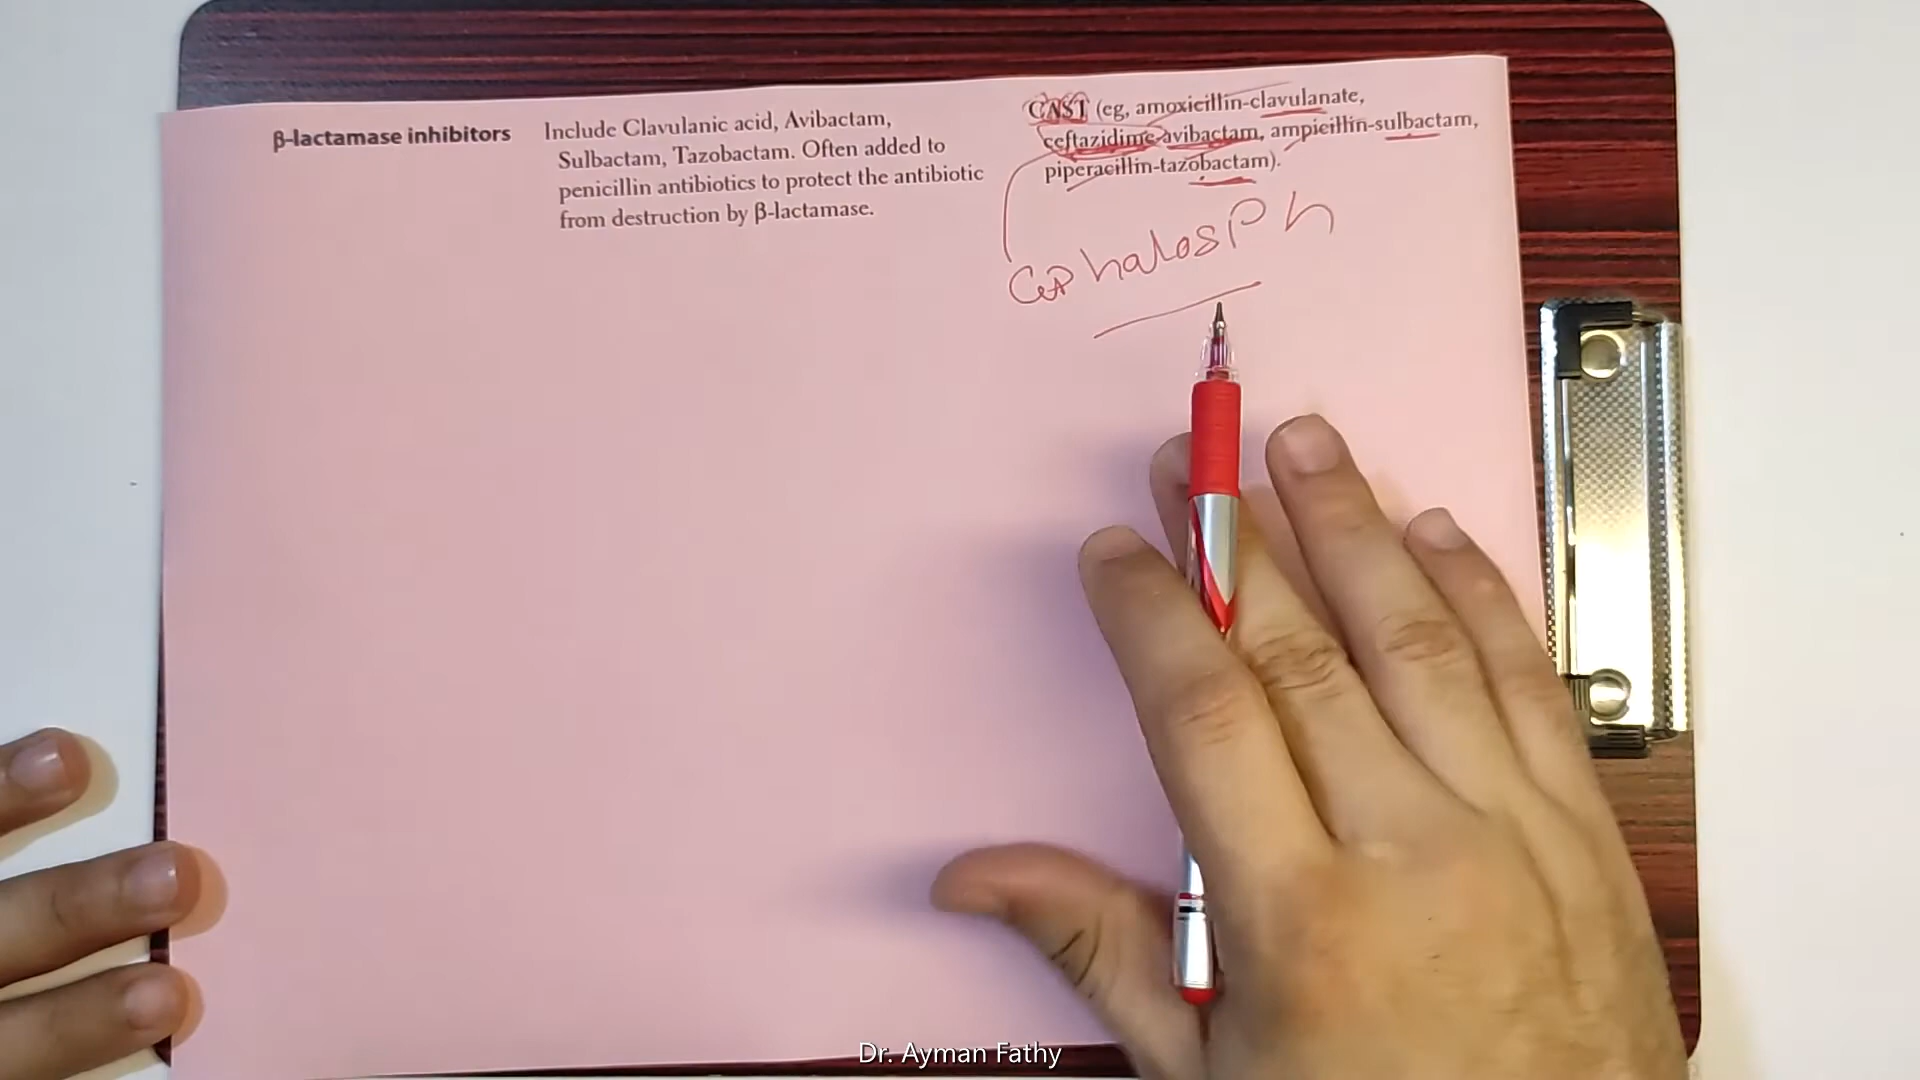 β-lactamase inhibitors
Include Clavulanic acid, Avibactam,
Sulbactam, Tazobactam. Often added to
penicillin antibiotics to protect the antibiotic
from destruction by β-lactamase.
CAST (eg, amoxicillin-clavulanate,
ceftazidime-avibactam, ampicillin-sulbactam,
piperacillin-tazobactam).
CePhalosPh
Dr. Ayman Fathy